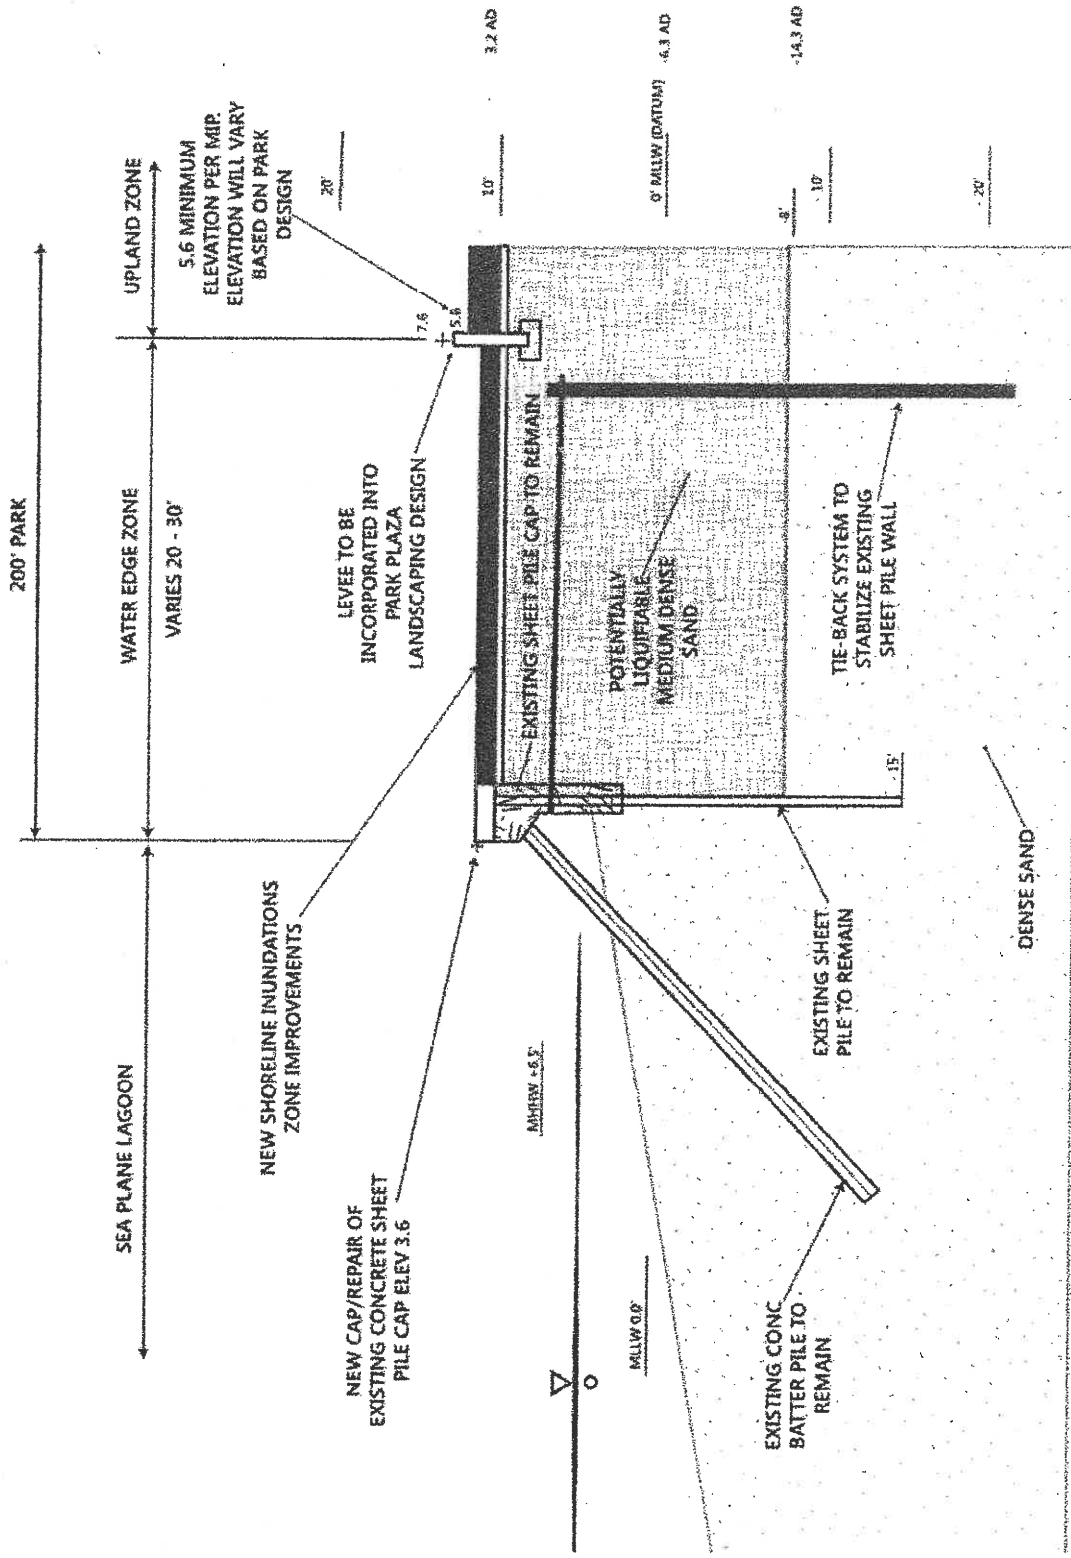 200' PARK
SEA PLANE LAGOON
WATER EDGE ZONE
VARIES 20 - 30'
UPLAND ZONE
5.6 MINIMUM
ELEVATION PER MIP.
ELEVATION WILL VARY
BASED ON PARK
DESIGN
NEW SHORELINE INUNDATIONS
ZONE IMPROVEMENTS
LEVEE TO BE
INCORPORATED INTO
PARK PLAZA
LANDSCAPING DESIGN
7.6
5.6
NEW CAP/REPAIR OF
EXISTING CONCRETE SHEET
PILE CAP ELEV 3.6
EXISTING SHEET PILE CAP TO REMAIN
20'
10'
3.2 AD
0' MLLW (DATUM)
-6.3 AD
-8'
-14.3 AD
- 10'
- 20'
MHHW +6.5'
MLLW 0.0'
POTENTIALLY
LIQUIFIABLE
MEDIUM DENSE
SAND
TIE-BACK SYSTEM TO
STABILIZE EXISTING
SHEET PILE WALL
- 15'
EXISTING CONC
BATTER PILE TO
REMAIN
EXISTING SHEET
PILE TO REMAIN
DENSE SAND